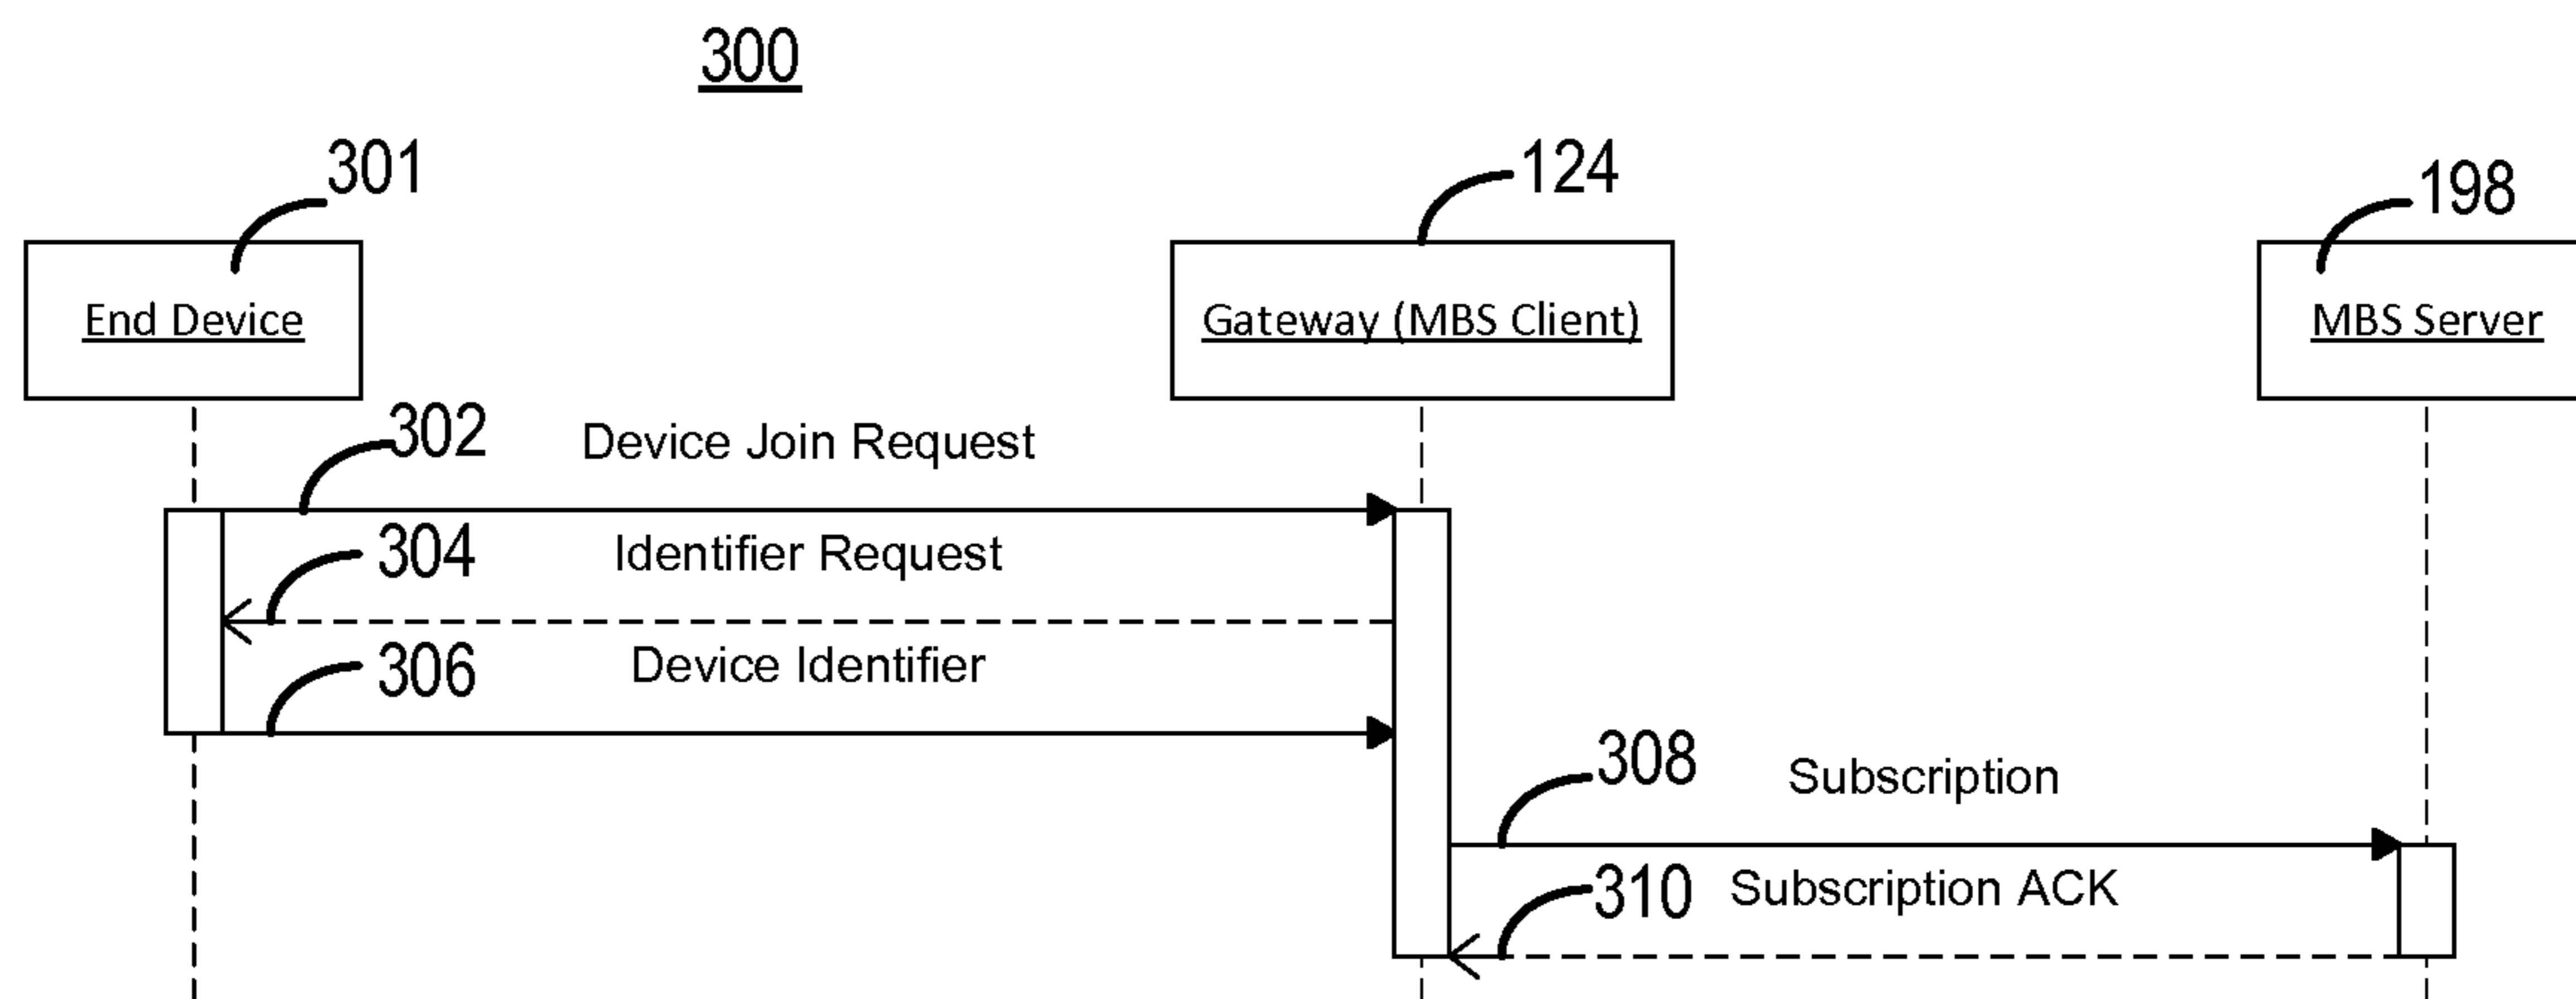 300
301
124
198
End Device
Gateway (MBS Client)
MBS Server
302
Device Join Request
304
Identifier Request
306
Device Identifier
308
Subscription
310
Subscription ACK